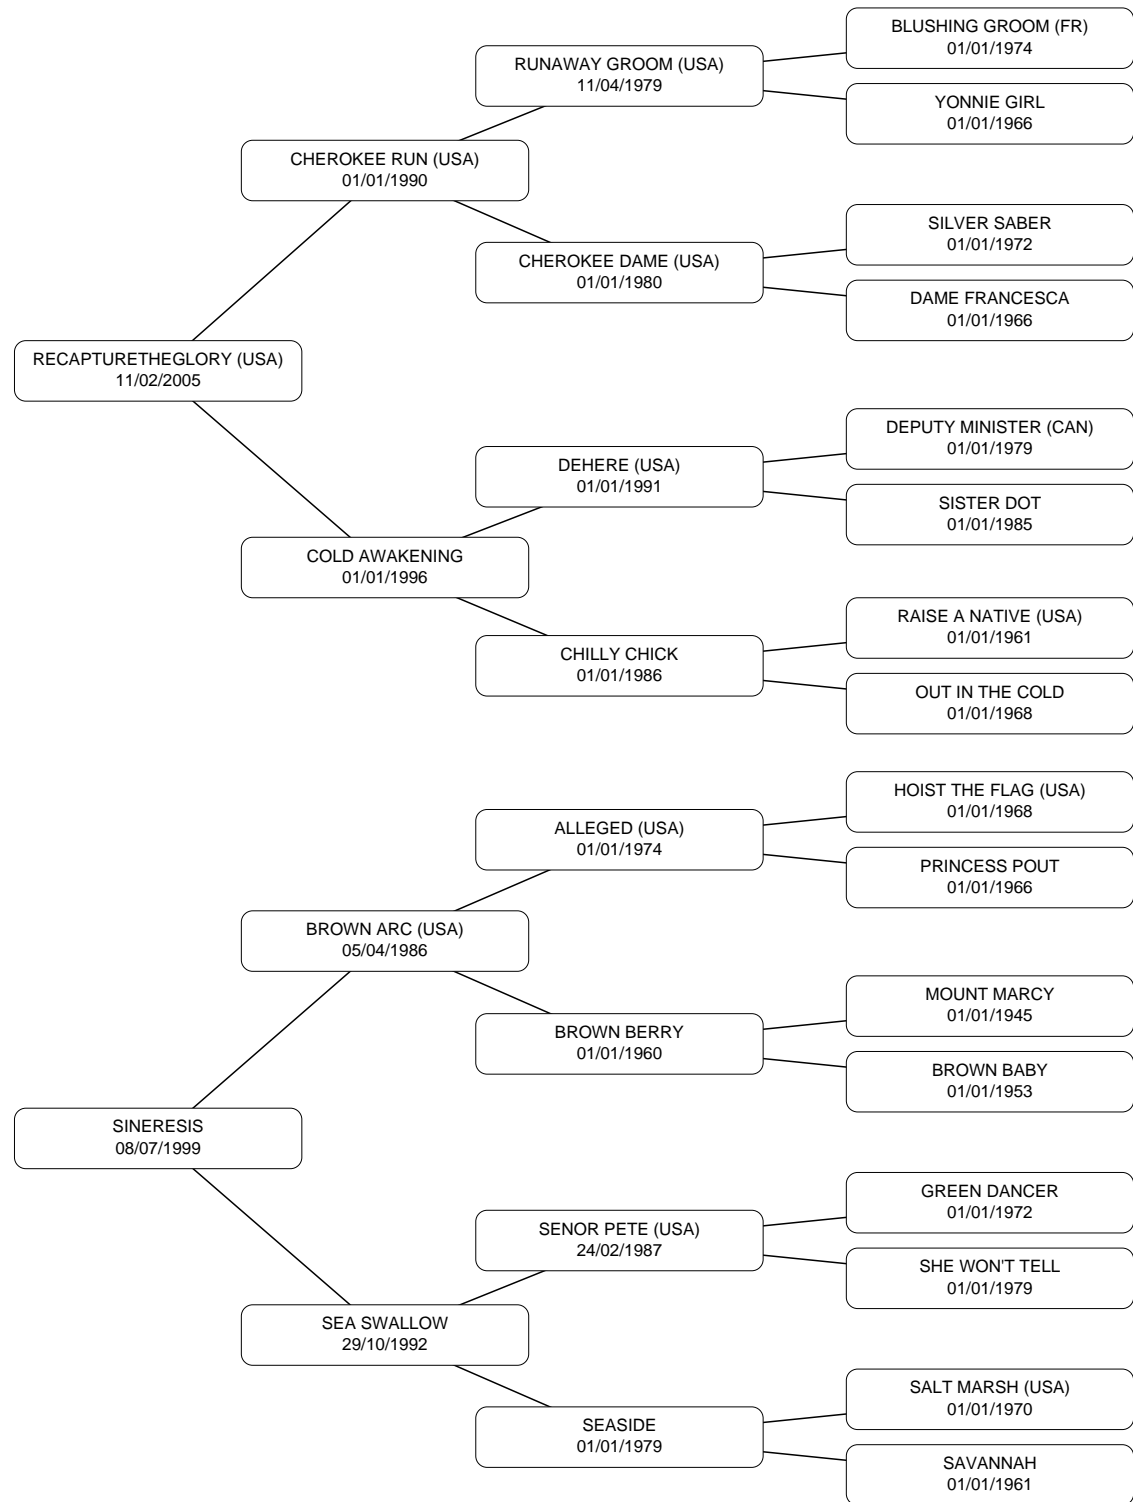 BLUSHING GROOM (FR)
01/01/1974
RUNAWAY GROOM (USA)
11/04/1979
YONNIE GIRL
01/01/1966
CHEROKEE RUN (USA)
01/01/1990
SILVER SABER
01/01/1972
CHEROKEE DAME (USA)
01/01/1980
DAME FRANCESCA
01/01/1966
RECAPTURETHEGLORY (USA)
11/02/2005
DEPUTY MINISTER (CAN)
01/01/1979
DEHERE (USA)
01/01/1991
SISTER DOT
01/01/1985
COLD AWAKENING
01/01/1996
RAISE A NATIVE (USA)
01/01/1961
CHILLY CHICK
01/01/1986
OUT IN THE COLD
01/01/1968
HOIST THE FLAG (USA)
01/01/1968
ALLEGED (USA)
01/01/1974
PRINCESS POUT
01/01/1966
BROWN ARC (USA)
05/04/1986
MOUNT MARCY
01/01/1945
BROWN BERRY
01/01/1960
BROWN BABY
01/01/1953
SINERESIS
08/07/1999
GREEN DANCER
01/01/1972
SENOR PETE (USA)
24/02/1987
SHE WON'T TELL
01/01/1979
SEA SWALLOW
29/10/1992
SALT MARSH (USA)
01/01/1970
SEASIDE
01/01/1979
SAVANNAH
01/01/1961